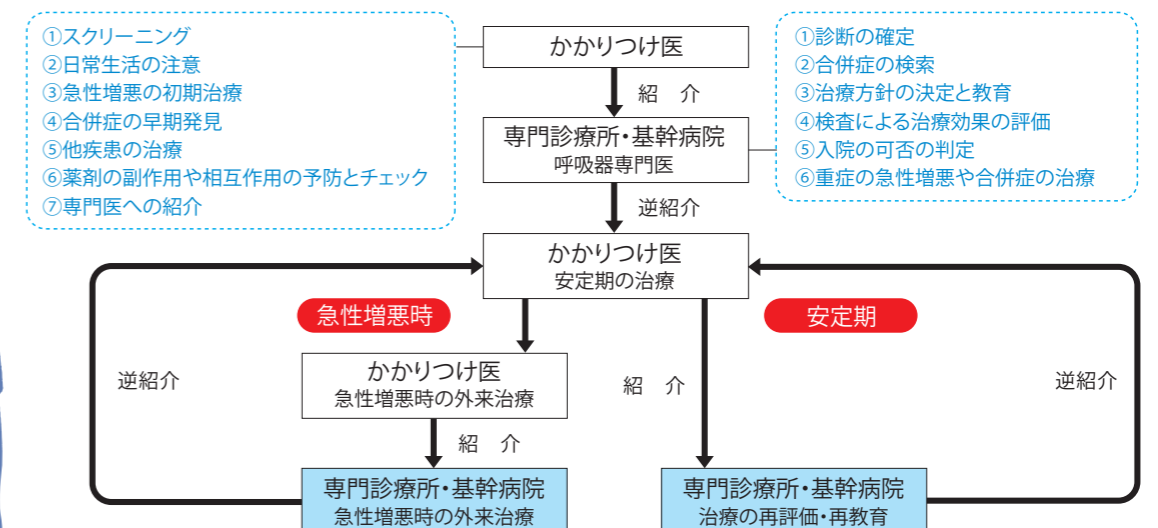 ①スクリーニング
②日常生活の注意
③急性増悪の初期治療
④合併症の早期発見
⑤他疾患の治療
⑥薬剤の副作用や相互作用の予防とチェック
⑦専門医への紹介
かかりつけ医
紹　介
専門診療所・基幹病院
呼吸器専門医
①診断の確定
②合併症の検索
③治療方針の決定と教育
④検査による治療効果の評価
⑤入院の可否の判定
⑥重症の急性増悪や合併症の治療
逆紹介
かかりつけ医
安定期の治療
急性増悪時
安定期
かかりつけ医
急性増悪時の外来治療
逆紹介
紹　介
逆紹介
紹　介
専門診療所・基幹病院
急性増悪時の外来治療
専門診療所・基幹病院
治療の再評価・再教育